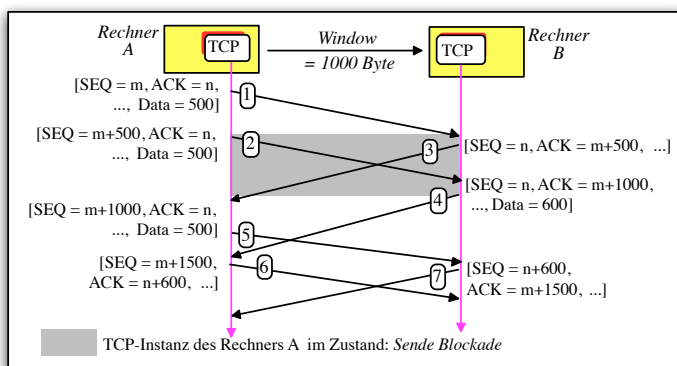 Rechner
A
TCP
Window
= 1000 Byte
TCP
Rechner
B
[SEQ = m, ACK = n,
..., Data = 500]
1
[SEQ = m+500, ACK = n,
..., Data = 500]
2
3
[SEQ = n, ACK = m+500, ...]
[SEQ = n, ACK = m+1000,
..., Data = 600]
4
[SEQ = m+1000, ACK = n,
..., Data = 500]
5
[SEQ = m+1500,
ACK = n+600, ...]
6
7
[SEQ = n+600,
ACK = m+1500, ...]
TCP-Instanz des Rechners A im Zustand: Sende Blockade